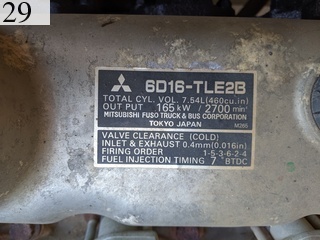 29
6D16-TLE2B
TOTAL CYL. VOL. 7.54L(460cu.in)
OUT PUT 165 kW / 2700 min⁻¹
MITSUBISHI FUSO TRUCK & BUS CORPORATION
TOKYO JAPAN M265
VALVE CLEARANCE (COLD)
INLET & EXHAUST 0.4mm(0.016in)
FIRING ORDER 1-5-3-6-2-4
FUEL INJECTION TIMING 7 BTDC